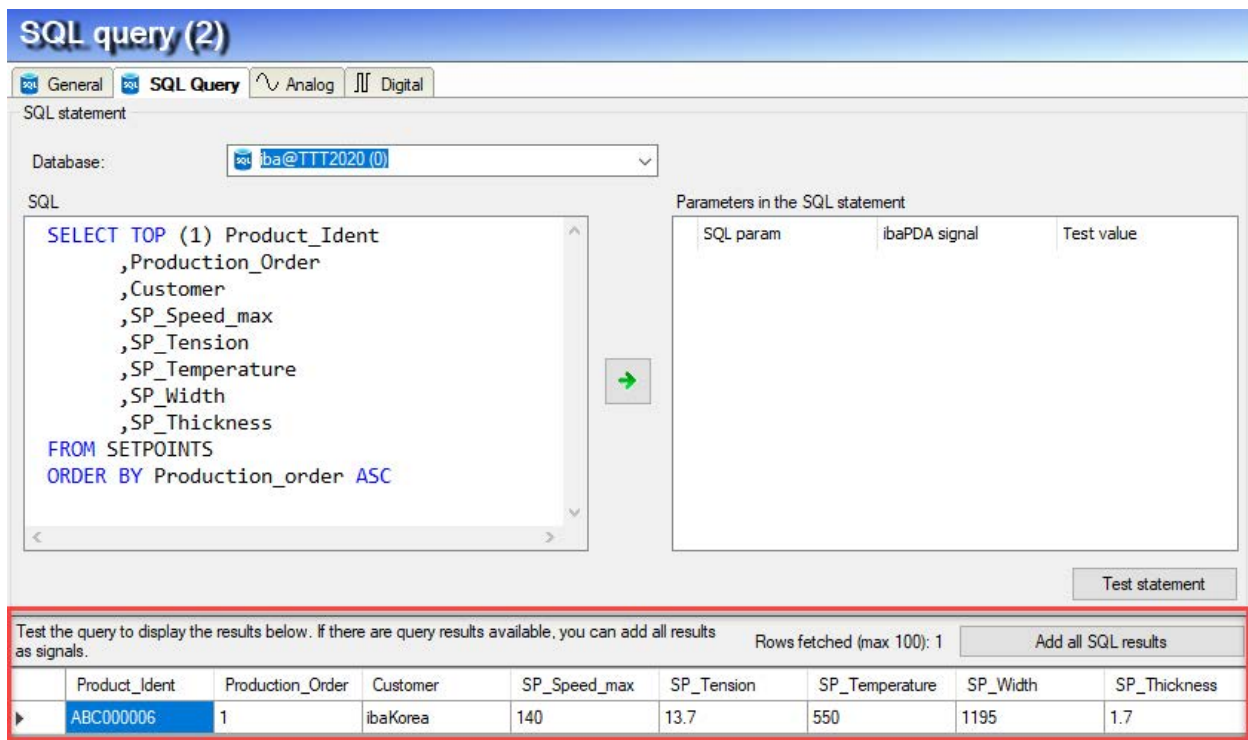 SQL query (2)
General SQL Query Analog Digital
SQL statement
Database: iba@TTT2020 (0)
SQL
SELECT TOP (1) Product_Ident
,Production_Order
,Customer
,SP_Speed_max
,SP_Tension
,SP_Temperature
,SP_Width
,SP_Thickness
FROM SETPOINTS
ORDER BY Production_order ASC
Parameters in the SQL statement
SQL param ibaPDA signal Test value
Test statement
Test the query to display the results below. If there are query results available, you can add all results
as signals.
Rows fetched (max 100): 1 Add all SQL results
Product_Ident Production_Order Customer SP_Speed_max SP_Tension SP_Temperature SP_Width SP_Thickness
ABC000006 1 ibaKorea 140 13.7 550 1195 1.7